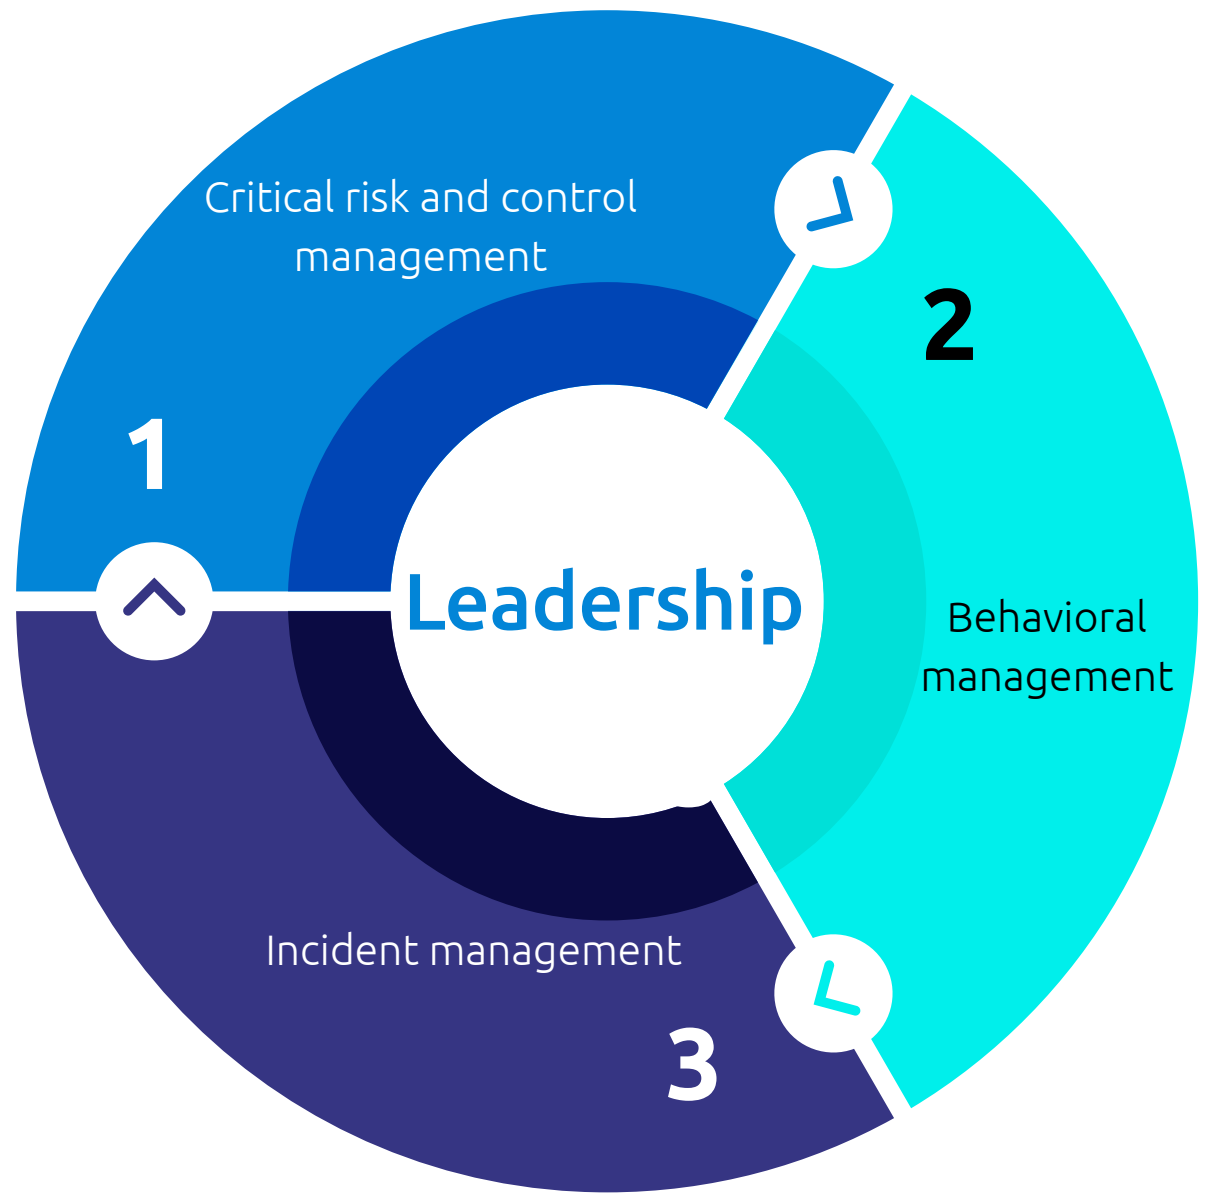 Critical risk and control
management
1
2
Leadership
Behavioral
management
Incident management
3